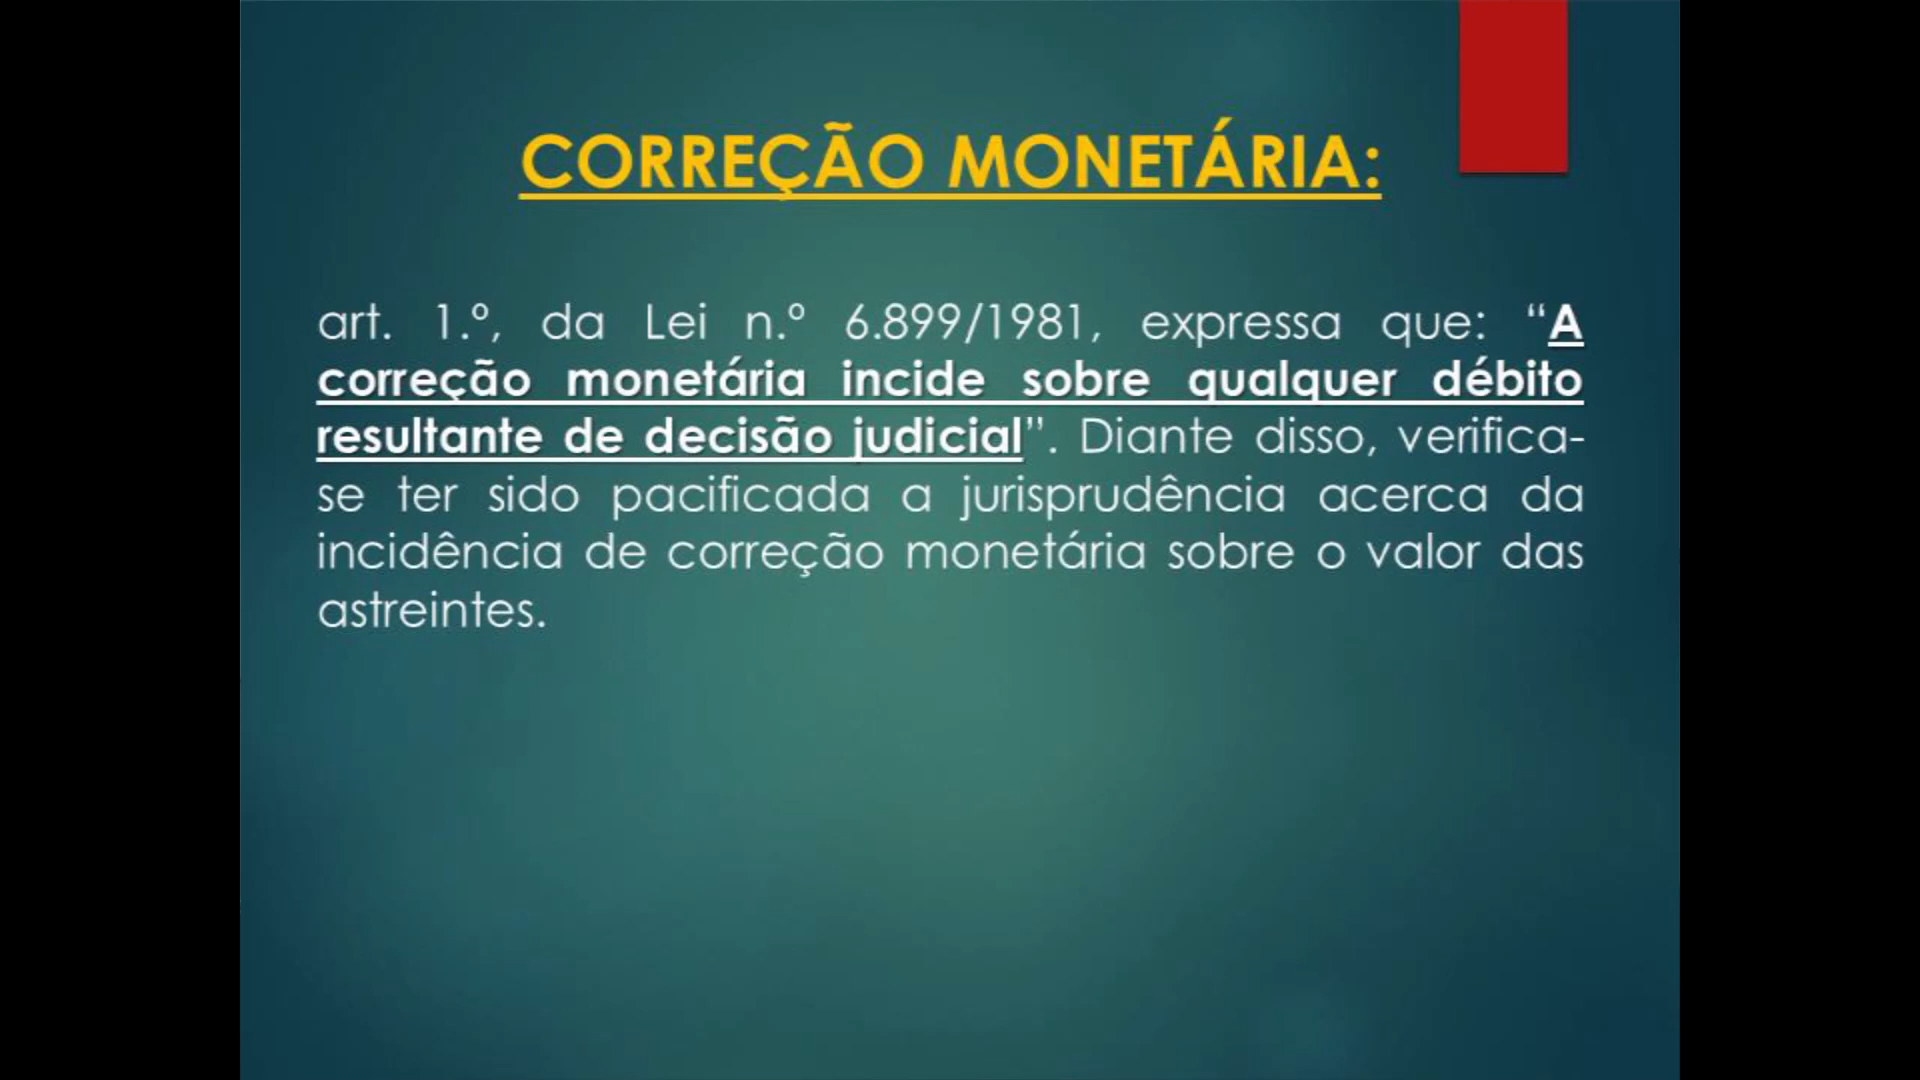 CORREÇÃO MONETÁRIA:
art. 1.º, da Lei n.º 6.899/1981, expressa que: “A
correção monetária incide sobre qualquer débito
resultante de decisão judicial”. Diante disso, verifica-
se ter sido pacificada a jurisprudência acerca da
incidência de correção monetária sobre o valor das
astreintes.